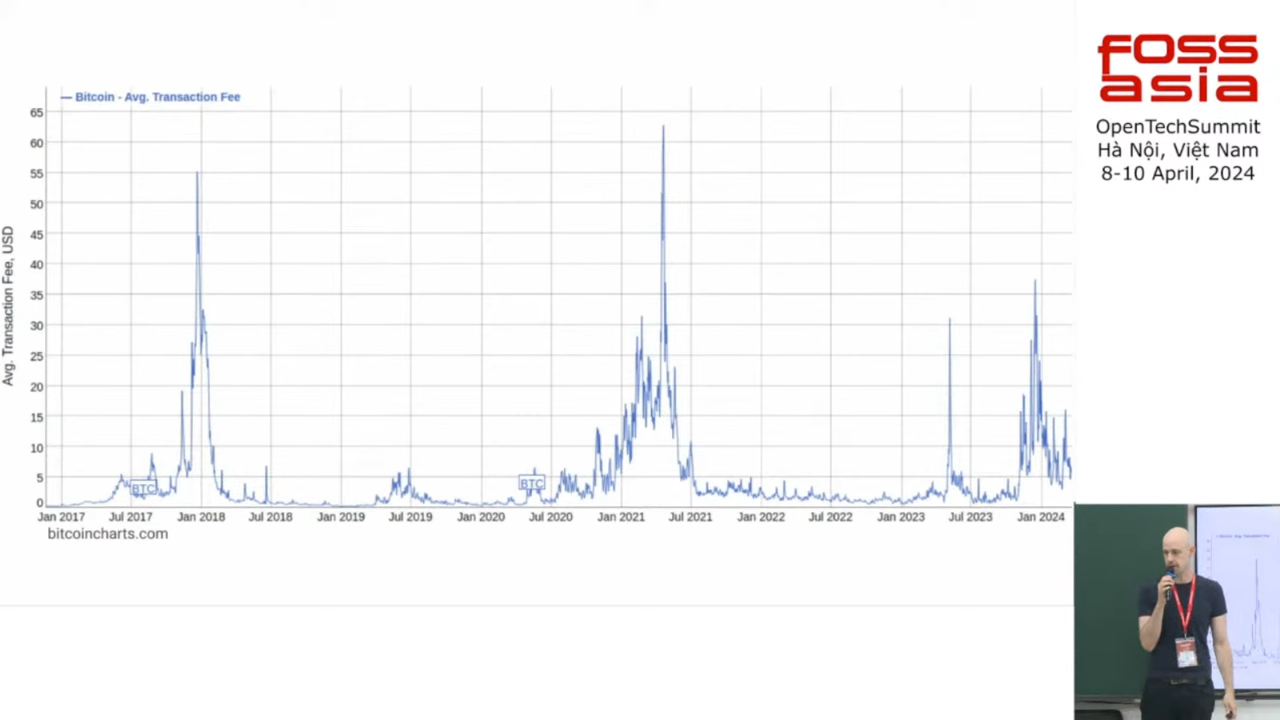 Bitcoin - Avg. Transaction Fee
Avg. Transaction Fee, USD
65
60
55
50
45
40
35
30
25
20
15
10
5
0
BTC
BTC
Jan 2017 Jul 2017 Jan 2018 Jul 2018 Jan 2019 Jul 2019 Jan 2020 Jul 2020 Jan 2021 Jul 2021 Jan 2022 Jul 2022 Jan 2023 Jul 2023 Jan 2024
bitcoincharts.com
FOSS
asia
OpenTechSummit
Hà Nội, Việt Nam
8-10 April, 2024